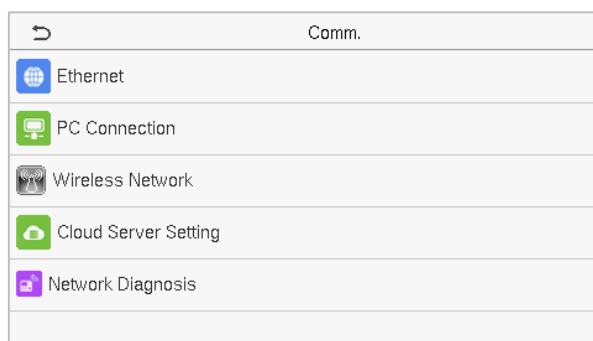 Comm.
Ethernet
PC Connection
Wireless Network
Cloud Server Setting
Network Diagnosis